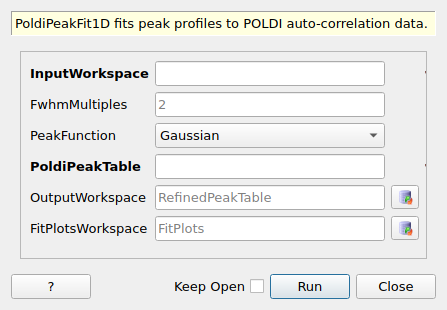 PoldiPeakFit1D fits peak profiles to POLDI auto-correlation data.
InputWorkspace
FwhmMultiples 2
PeakFunction Gaussian
PoldiPeakTable
OutputWorkspace RefinedPeakTable
FitPlotsWorkspace FitPlots
? Keep Open Run Close